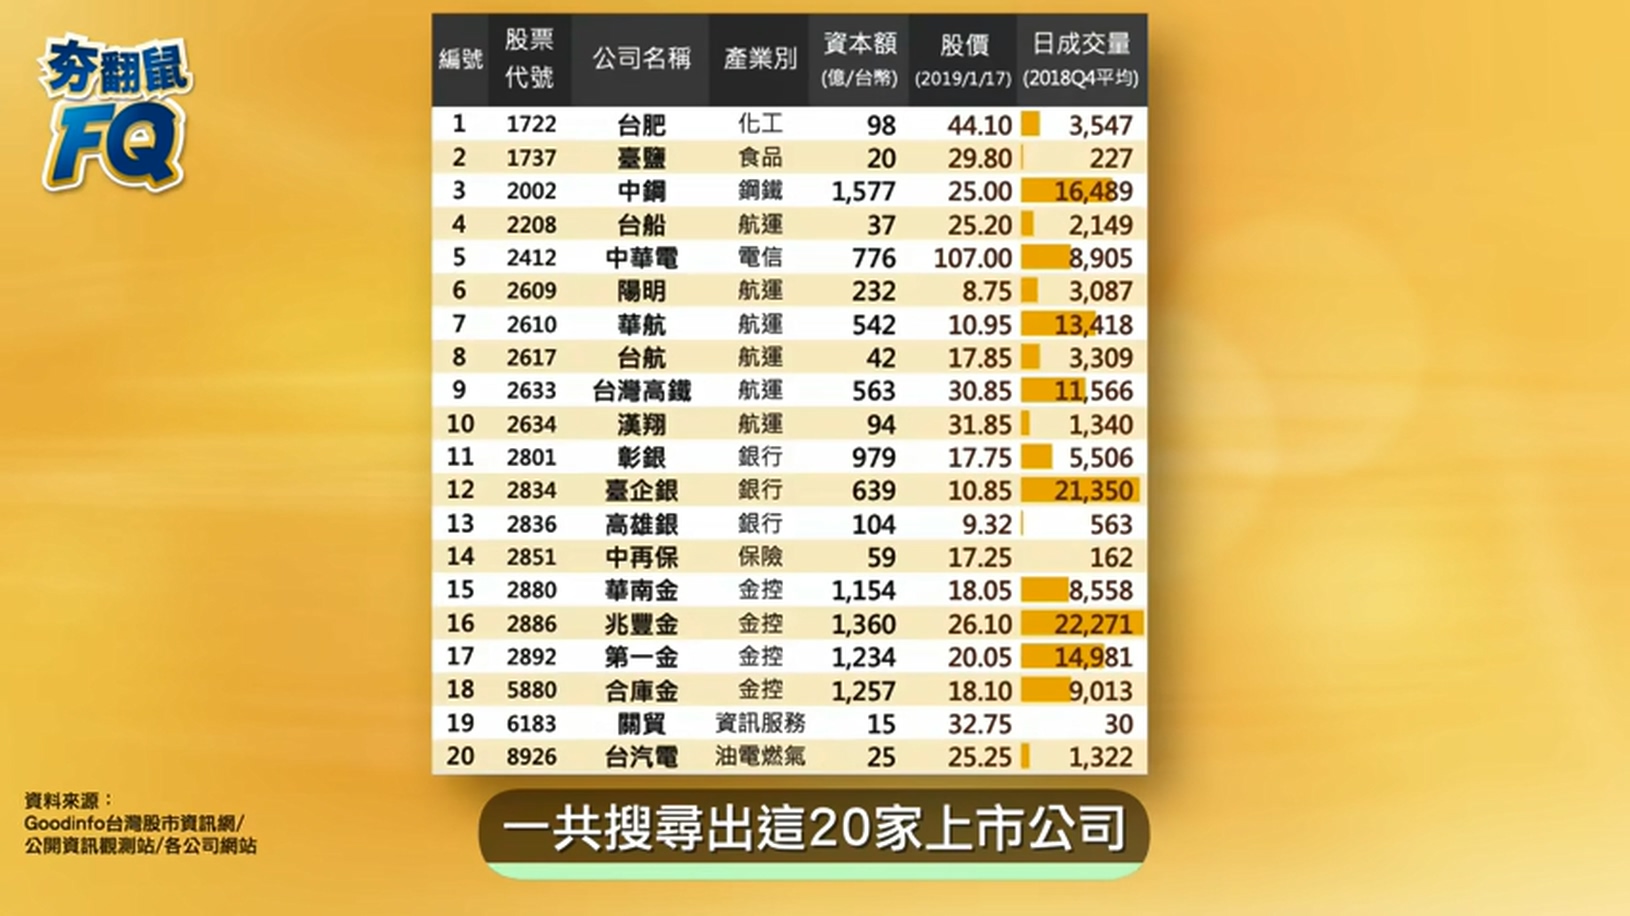 夯翻鼠
FQ
編號 股票代號 公司名稱 產業別 資本額(億/台幣) 股價(2019/1/17) 日成交量(2018Q4平均)
1 1722 台肥 化工 98 44.10 3,547
2 1737 臺鹽 食品 20 29.80 227
3 2002 中鋼 鋼鐵 1,577 25.00 16,489
4 2208 台船 航運 37 25.20 2,149
5 2412 中華電 電信 776 107.00 8,905
6 2609 陽明 航運 232 8.75 3,087
7 2610 華航 航運 542 10.95 13,418
8 2617 台航 航運 42 17.85 3,309
9 2633 台灣高鐵 航運 563 30.85 11,566
10 2634 漢翔 航運 94 31.85 1,340
11 2801 彰銀 銀行 979 17.75 5,506
12 2834 臺企銀 銀行 639 10.85 21,350
13 2836 高雄銀 銀行 104 9.32 563
14 2851 中再保 保險 59 17.25 162
15 2880 華南金 金控 1,154 18.05 8,558
16 2886 兆豐金 金控 1,360 26.10 22,271
17 2892 第一金 金控 1,234 20.05 14,981
18 5880 合庫金 金控 1,257 18.10 9,013
19 6183 關貿 資訊服務 15 32.75 30
20 8926 台汽電 油電燃氣 25 25.25 1,322
資料來源：
Goodinfo台灣股市資訊網/
公開資訊觀測站/各公司網站
一共搜尋出這20家上市公司